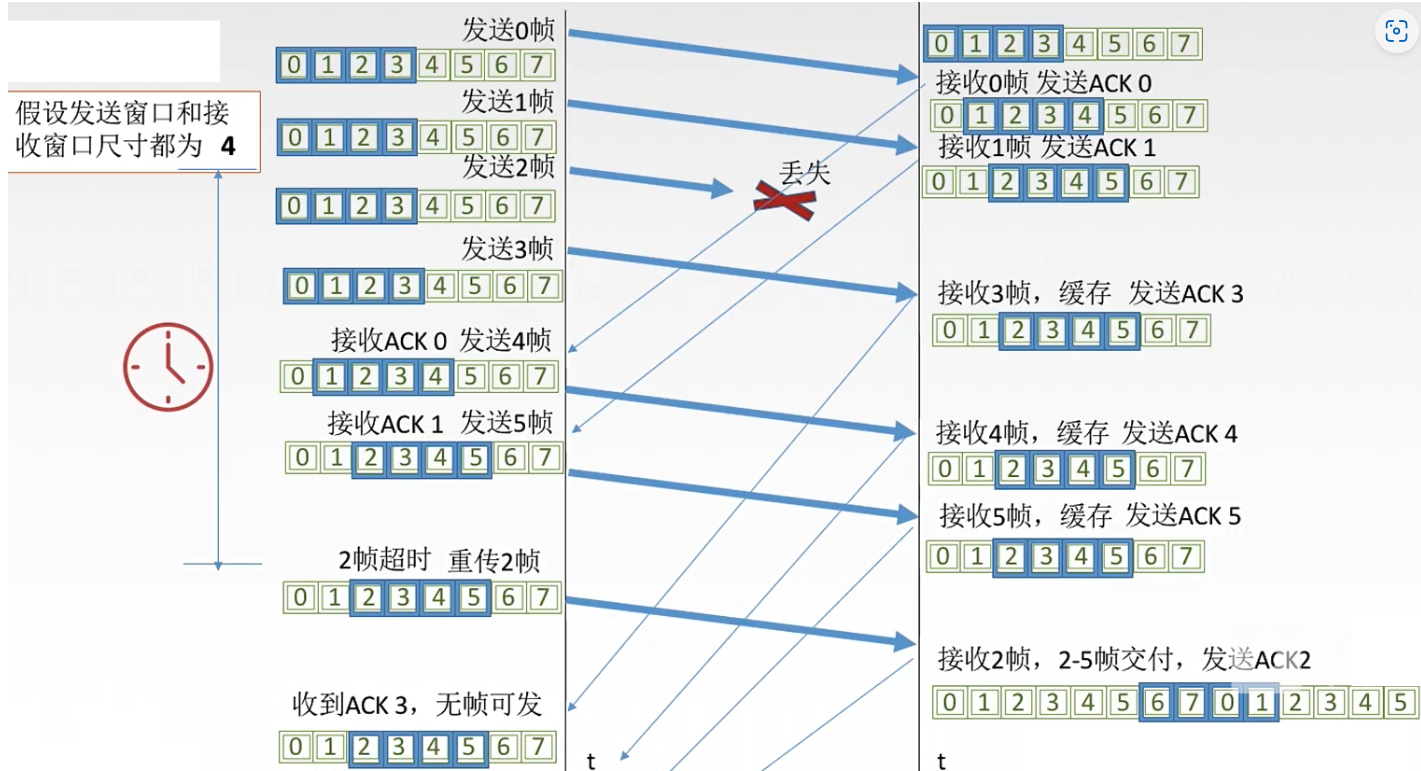 发送0帧
0 1 2 3 4 5 6 7
0 1 2 3 4 5 6 7
接收0帧 发送ACK 0
假设发送窗口和接
收窗口尺寸都为 4
发送1帧
0 1 2 3 4 5 6 7
0 1 2 3 4 5 6 7
接收1帧 发送ACK 1
发送2帧
丢失
0 1 2 3 4 5 6 7
0 1 2 3 4 5 6 7
发送3帧
0 1 2 3 4 5 6 7
接收3帧，缓存 发送ACK 3
0 1 2 3 4 5 6 7
接收ACK 0 发送4帧
0 1 2 3 4 5 6 7
接收ACK 1 发送5帧
0 1 2 3 4 5 6 7
接收4帧，缓存 发送ACK 4
0 1 2 3 4 5 6 7
接收5帧，缓存 发送ACK 5
0 1 2 3 4 5 6 7
2帧超时 重传2帧
0 1 2 3 4 5 6 7
接收2帧，2-5帧交付，发送ACK2
0 1 2 3 4 5 6 7 0 1 2 3 4 5
收到ACK 3，无帧可发
0 1 2 3 4 5 6 7
t
t